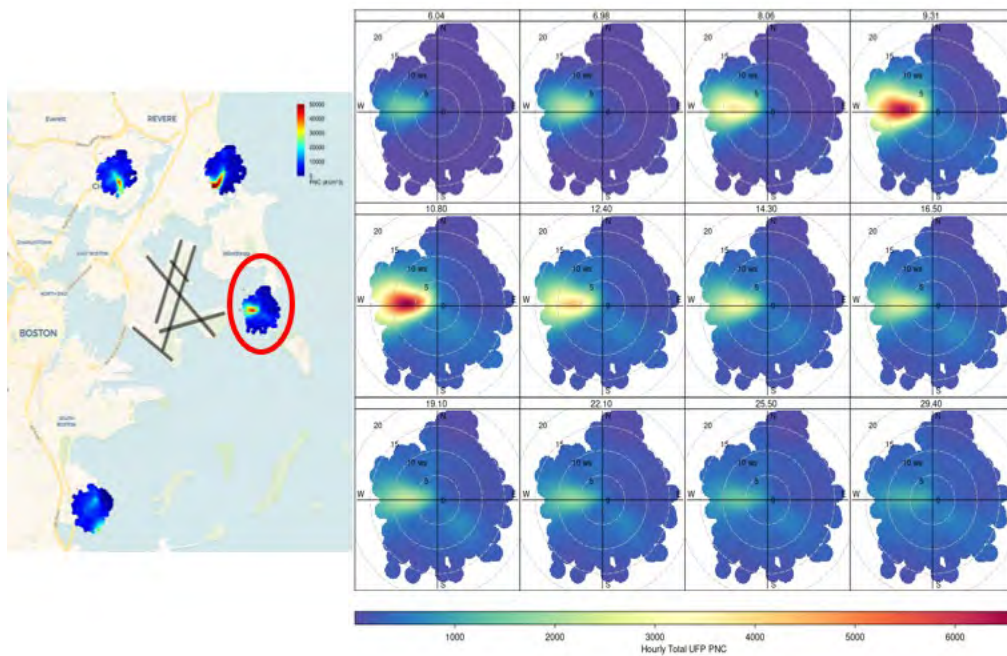 Everett
REVERE
50000
40000
30000
20000
10000
0
PNC (#/cm^3)
CHARLESTOWN
EAST BOSTON
NORTH END
BOSTON
SOUTH BOSTON
6.04 6.98 8.06 9.31
10.80 12.40 14.30 16.50
19.10 22.10 25.50 29.40
N
20
15
10 ws
5
0
W E
S
1000 2000 3000 4000 5000 6000
Hourly Total UFP PNC